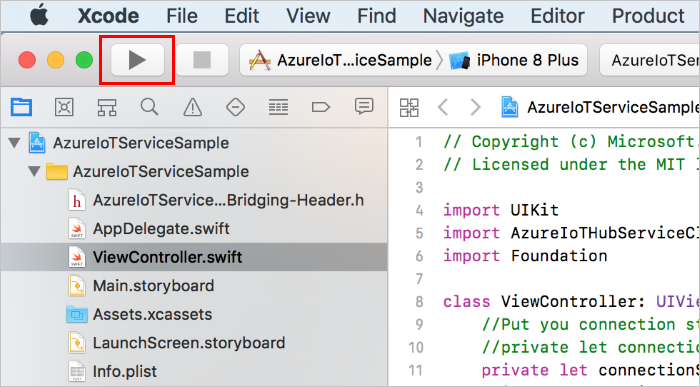 Xcode File Edit View Find Navigate Editor Product
AzureIoT...iceSample iPhone 8 Plus AzureIoTSer
AzureIoTServiceSample AzureIoTServiceSample
AzureIoTServiceSample
AzureIoTService...Bridging-Header.h
AppDelegate.swift
ViewController.swift
Main.storyboard
Assets.xcassets
LaunchScreen.storyboard
Info.plist
1 // Copyright (c) Microsoft.
2 // Licensed under the MIT
3
4 import UIKit
5 import AzureIoTHubServiceCl
6 import Foundation
7
8 class ViewController: UIVie
9 //Put you connection st
10 //private let connectio
11 private let connectionS